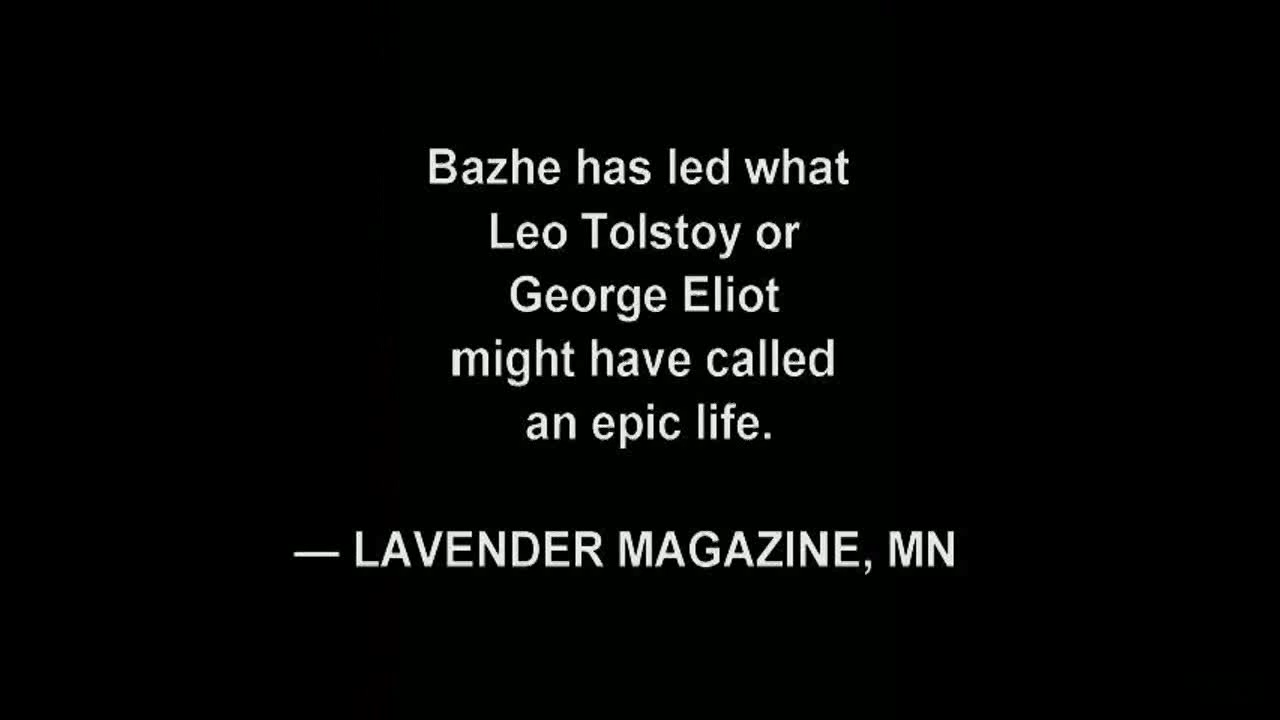 Bazhe has led what
Leo Tolstoy or
George Eliot
might have called
an epic life.
— LAVENDER MAGAZINE, MN